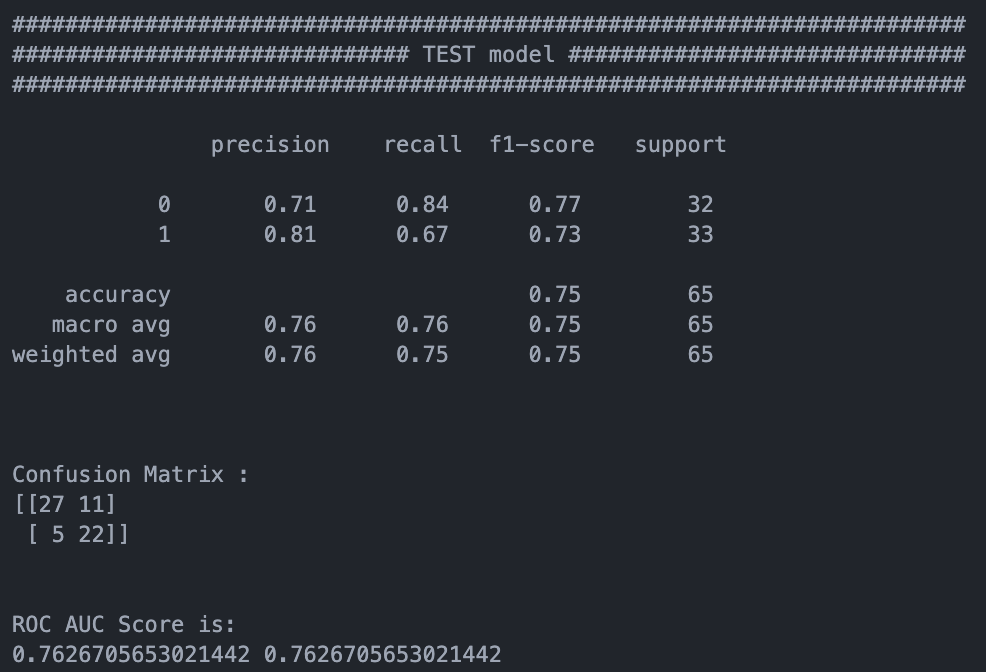 ########################################################################
############################## TEST model ##############################
########################################################################
precision recall f1-score support
0 0.71 0.84 0.77 32
1 0.81 0.67 0.73 33
accuracy 0.75 65
macro avg 0.76 0.76 0.75 65
weighted avg 0.76 0.75 0.75 65
Confusion Matrix :
[[27 11]
[ 5 22]]
ROC AUC Score is:
0.7626705653021442 0.7626705653021442